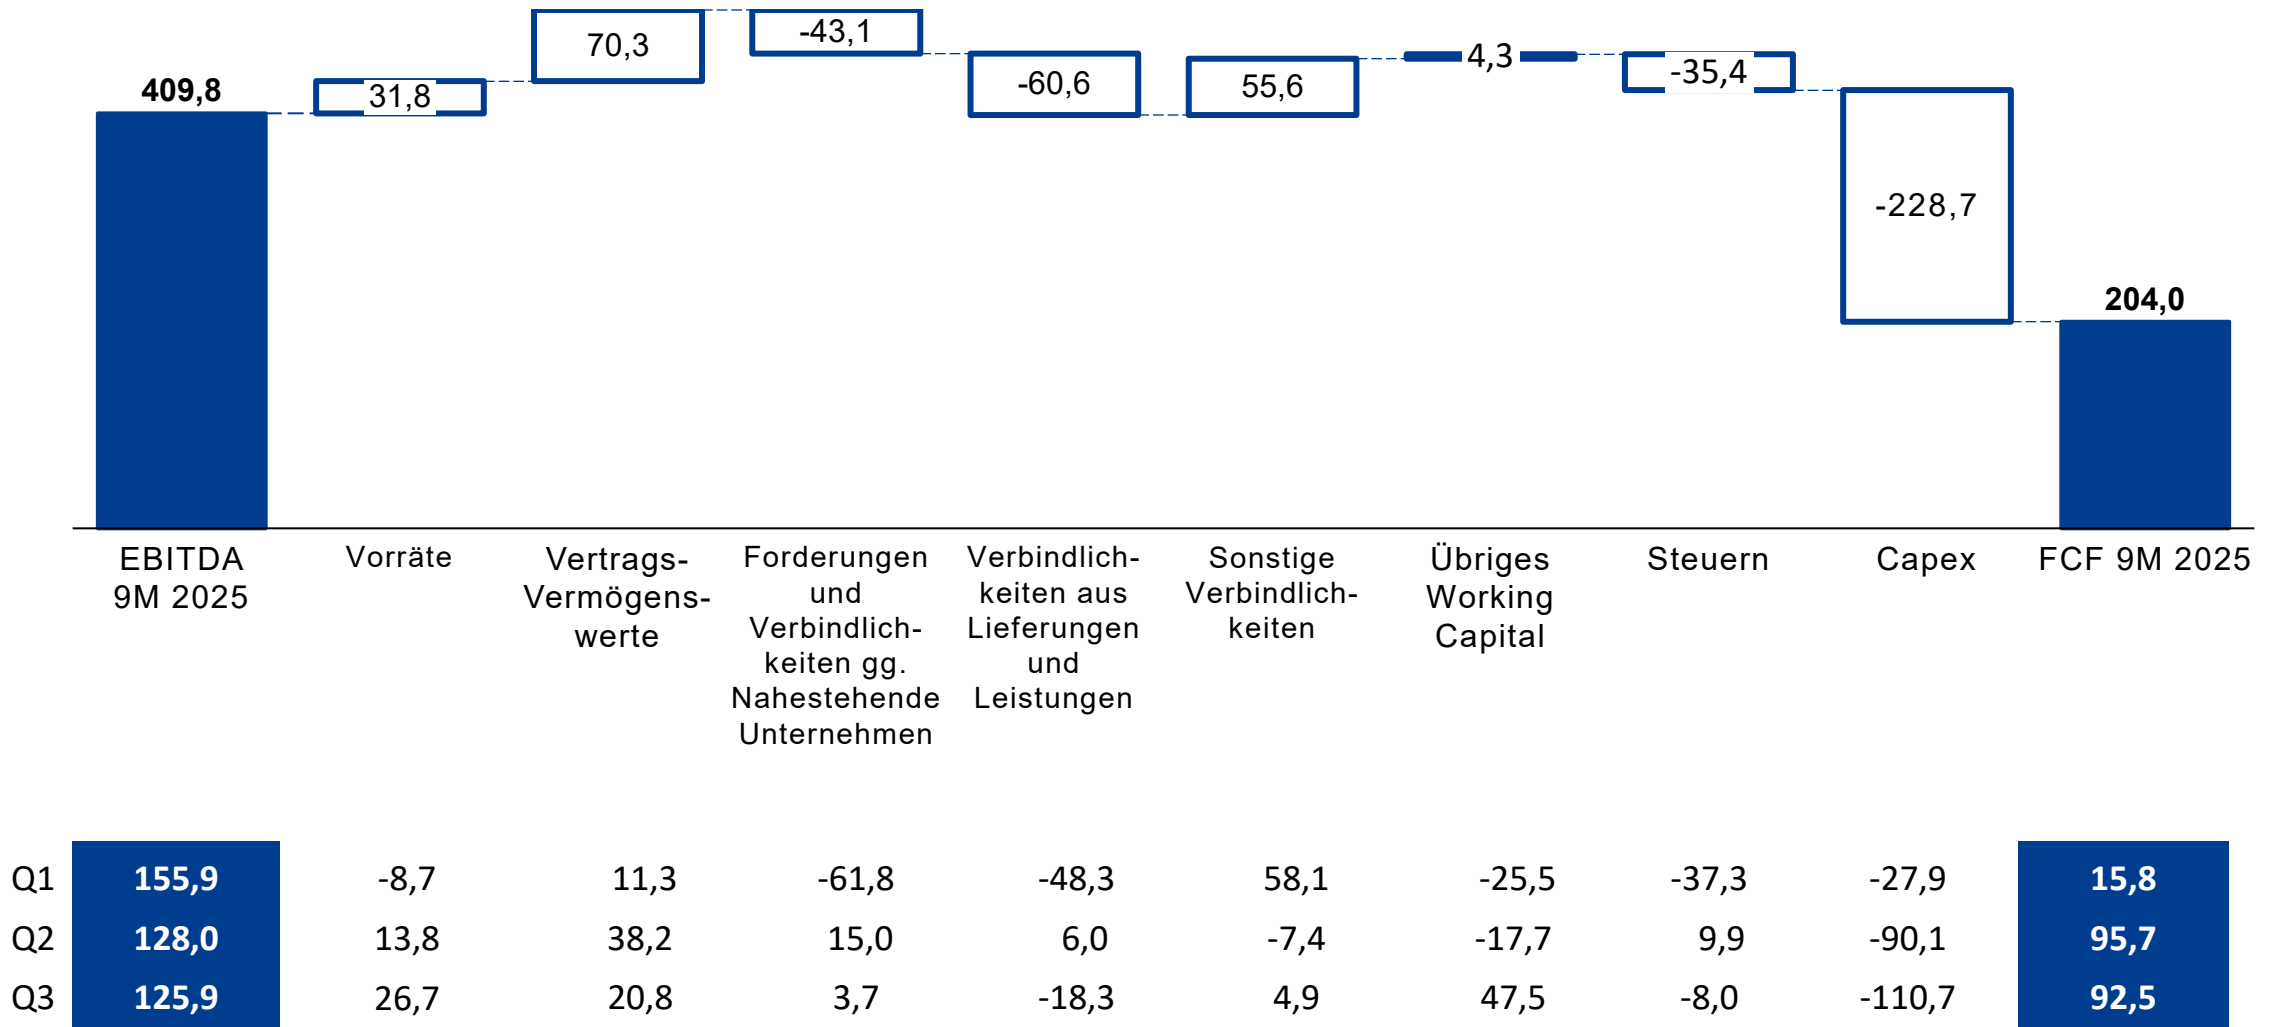 409,8
31,8
70,3
-43,1
-60,6
55,6
4,3
-35,4
-228,7
204,0
EBITDA
9M 2025
Vorräte
Vertrags-
Vermögens-
werte
Forderungen
und
Verbindlich-
keiten gg.
Nahestehende
Unternehmen
Verbindlich-
keiten aus
Lieferungen
und
Leistungen
Sonstige
Verbindlich-
keiten
Übriges
Working
Capital
Steuern
Capex
FCF 9M 2025
Q1 155,9 -8,7 11,3 -61,8 -48,3 58,1 -25,5 -37,3 -27,9 15,8
Q2 128,0 13,8 38,2 15,0 6,0 -7,4 -17,7 9,9 -90,1 95,7
Q3 125,9 26,7 20,8 3,7 -18,3 4,9 47,5 -8,0 -110,7 92,5